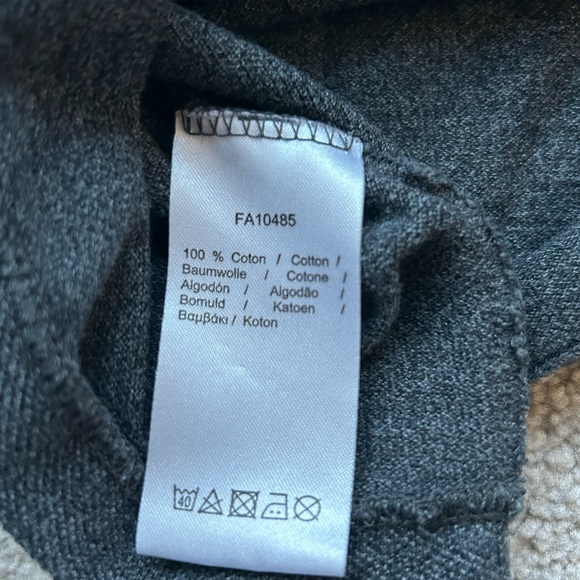 FA10485
100 % Coton / Cotton /
Baumwolle / Cotone /
Algodón / Algodão /
Bomuld / Katoen /
Βαμβάκι / Koton
40